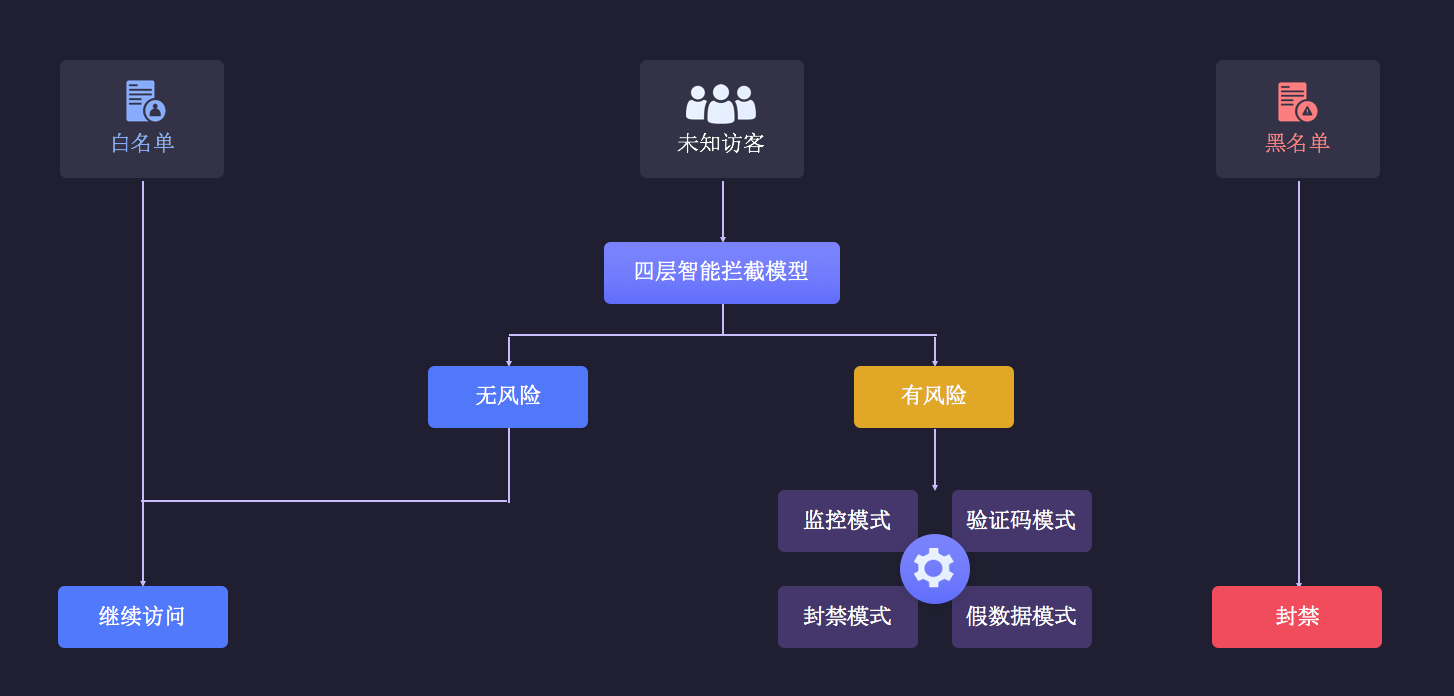 白名单
未知访客
黑名单
四层智能拦截模型
无风险
有风险
监控模式
验证码模式
封禁模式
假数据模式
继续访问
封禁